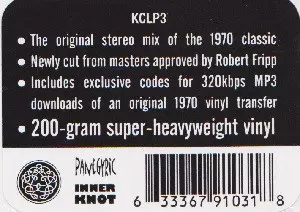 KCLP3
• The original stereo mix of the 1970 classic
• Newly cut from masters approved by Robert Fripp
• Includes exclusive codes for 320kbps MP3
downloads of an original 1970 vinyl transfer
• 200-gram super-heavyweight vinyl
PANEGYRIC
INNER
KNOT
6 33367 91031 8